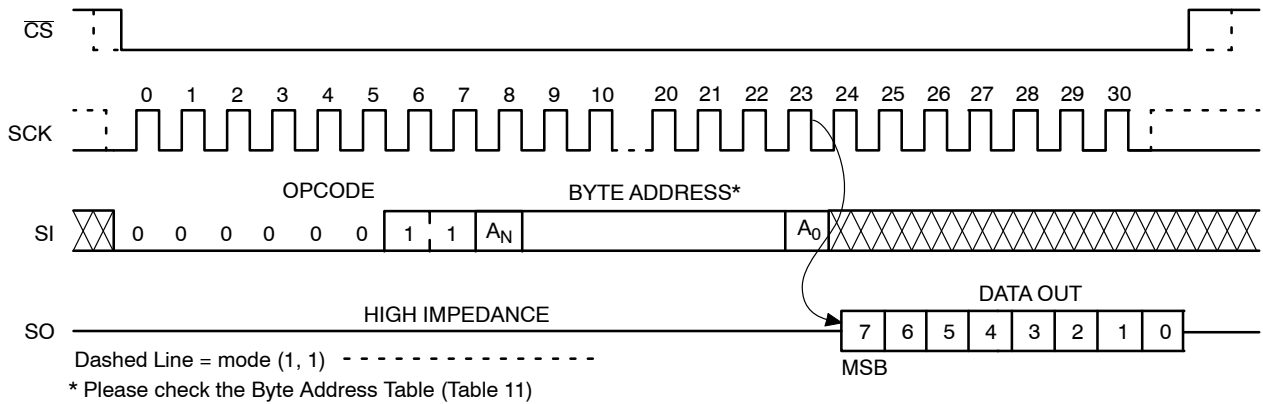 CS
0 1 2 3 4 5 6 7 8 9 10 20 21 22 23 24 25 26 27 28 29 30
SCK
OPCODE BYTE ADDRESS*
SI 0 0 0 0 0 0 1 1 AN A0
DATA OUT
HIGH IMPEDANCE
SO 7 6 5 4 3 2 1 0
Dashed Line = mode (1, 1)
MSB
* Please check the Byte Address Table (Table 11)